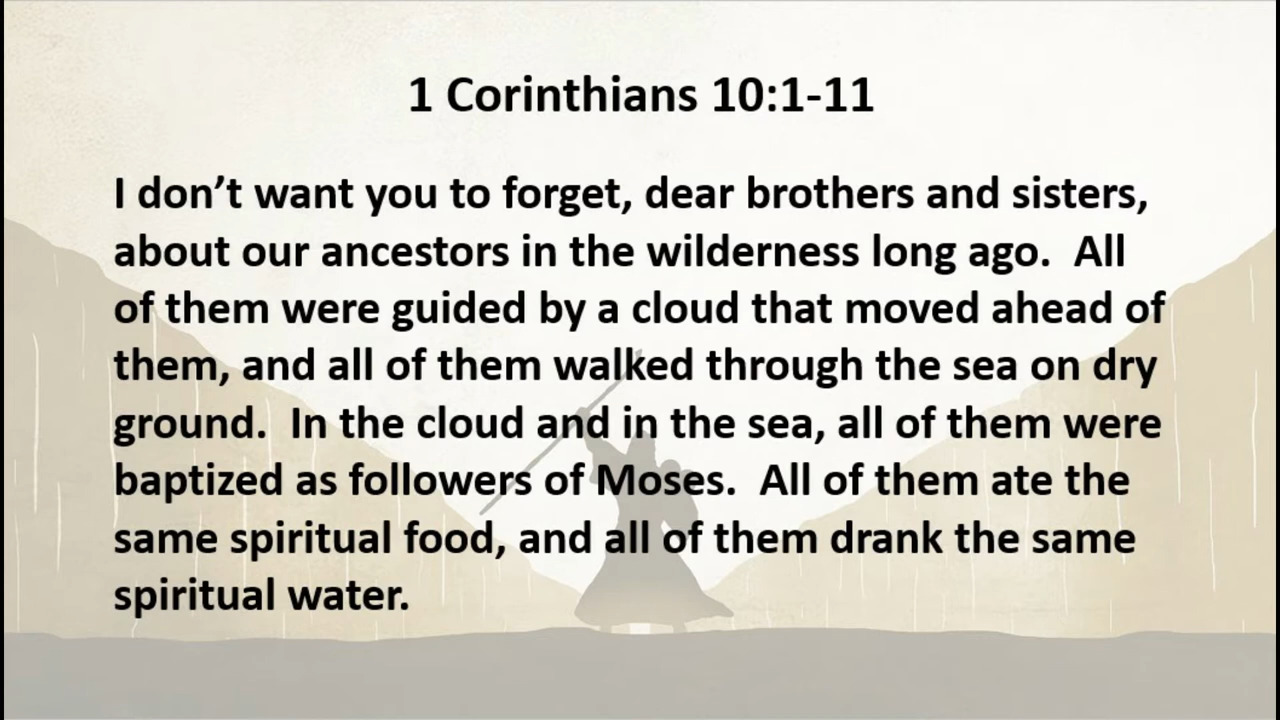 1 Corinthians 10:1-11
I don’t want you to forget, dear brothers and sisters,
about our ancestors in the wilderness long ago.  All
of them were guided by a cloud that moved ahead of
them, and all of them walked through the sea on dry
ground.  In the cloud and in the sea, all of them were
baptized as followers of Moses.  All of them ate the
same spiritual food, and all of them drank the same
spiritual water.